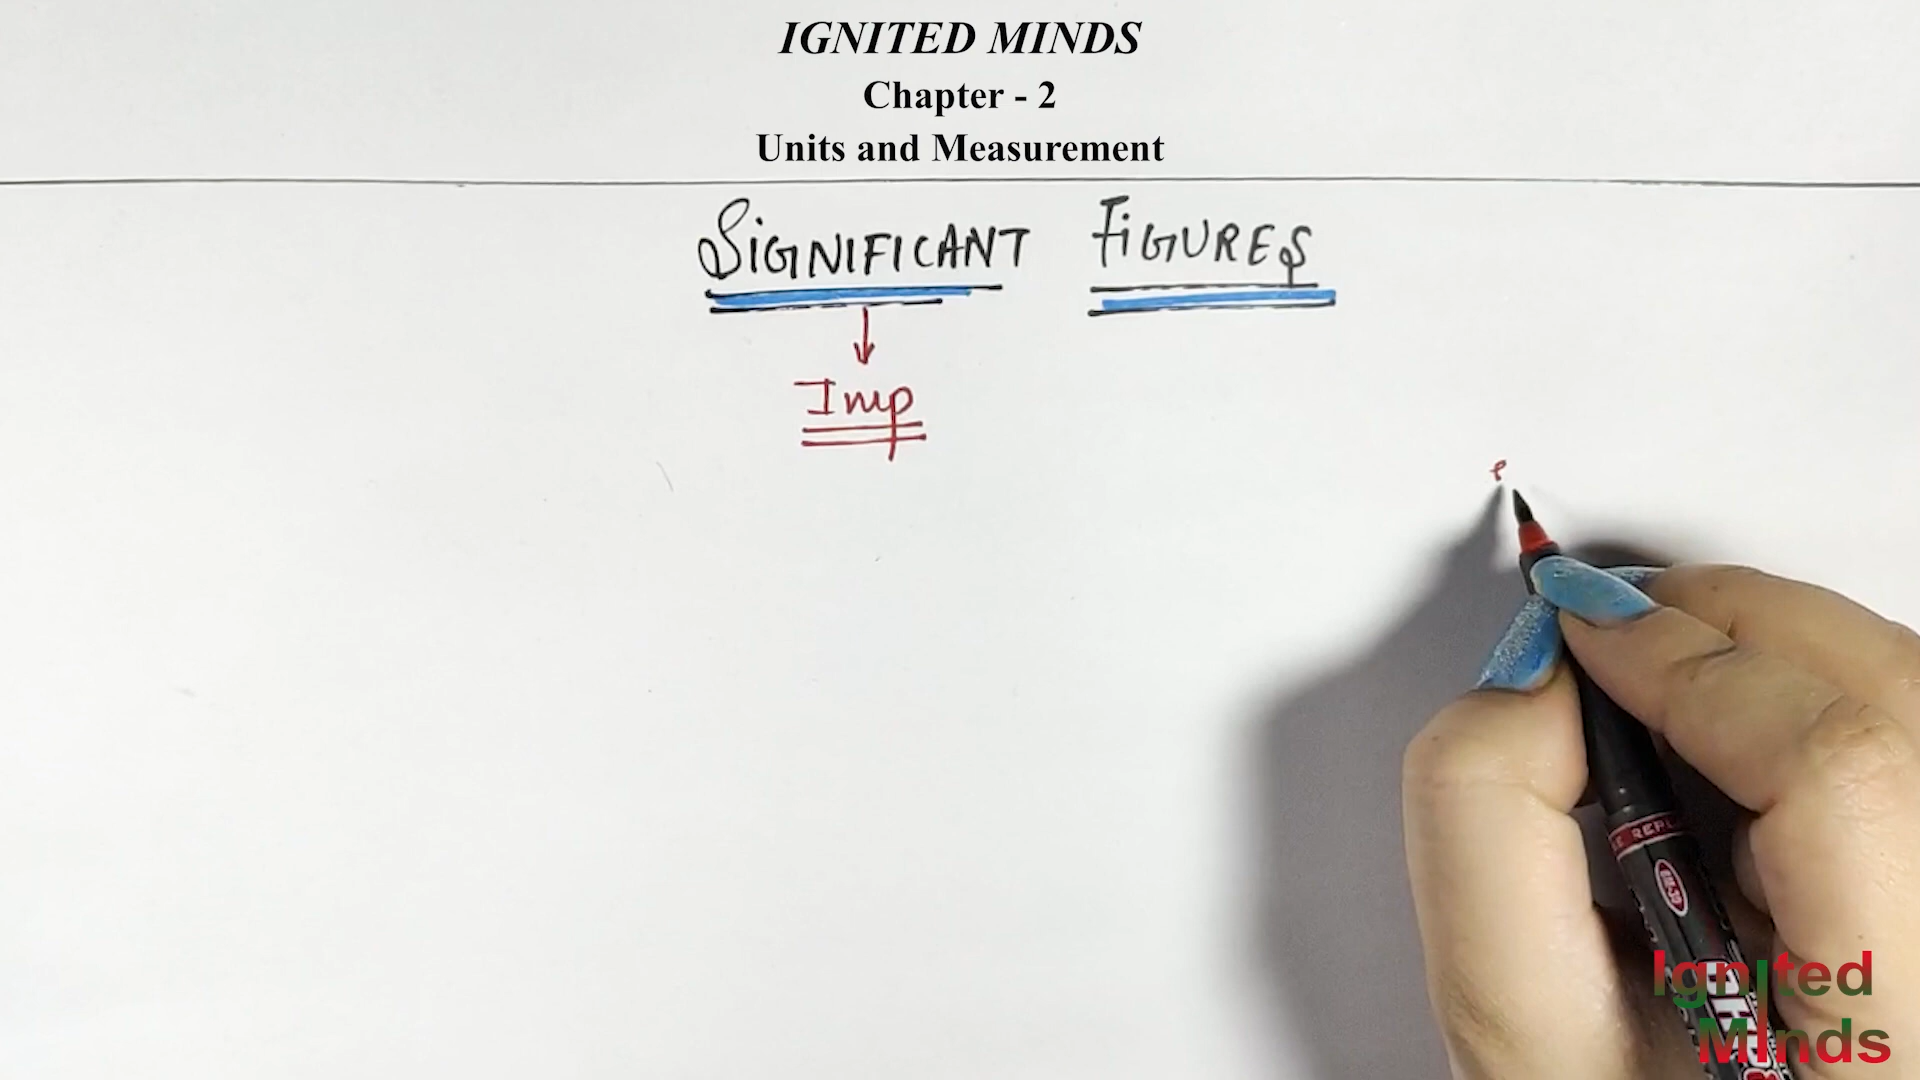 IGNITED MINDS
Chapter - 2
Units and Measurement
SIGNIFICANT FIGURES
Imp
Ignited
Minds